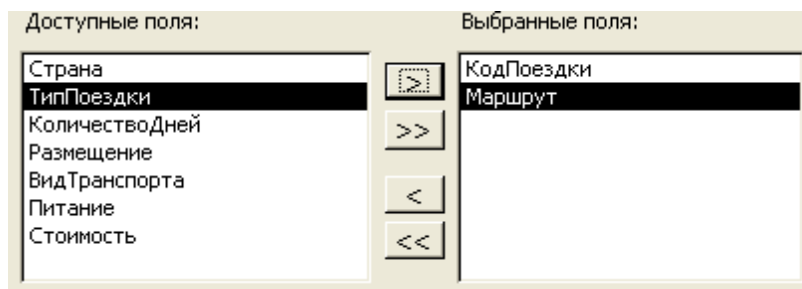 Доступные поля:
Выбранные поля:
Страна
ТипПоездки
КоличествоДней
Размещение
ВидТранспорта
Питание
Стоимость
>
>>
<
<<
КодПоездки
Маршрут